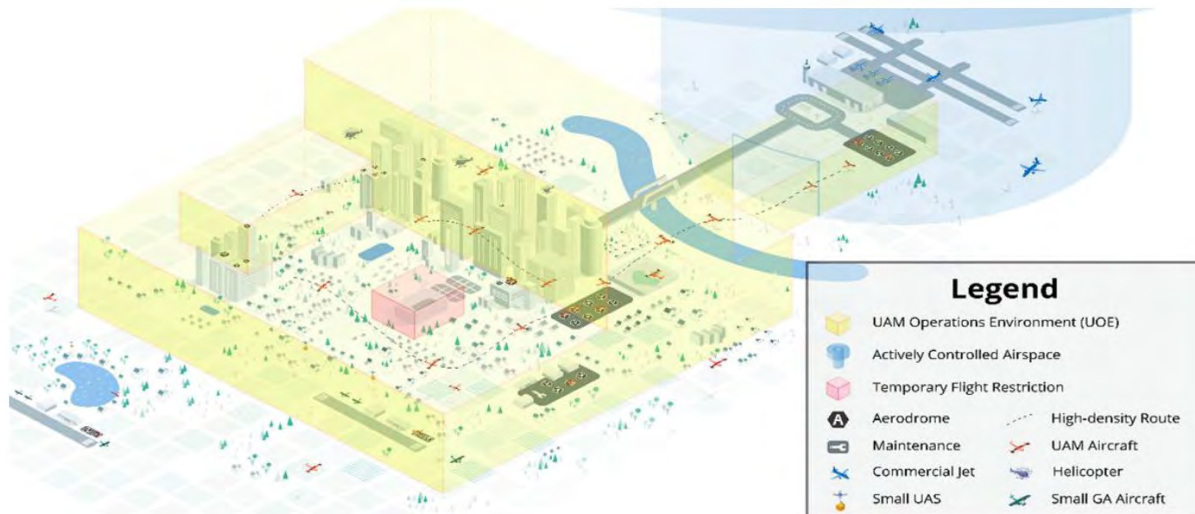 Legend
UAM Operations Environment (UOE)
Actively Controlled Airspace
Temporary Flight Restriction
A Aerodrome
High-density Route
Maintenance
UAM Aircraft
Commercial Jet
Helicopter
Small UAS
Small GA Aircraft